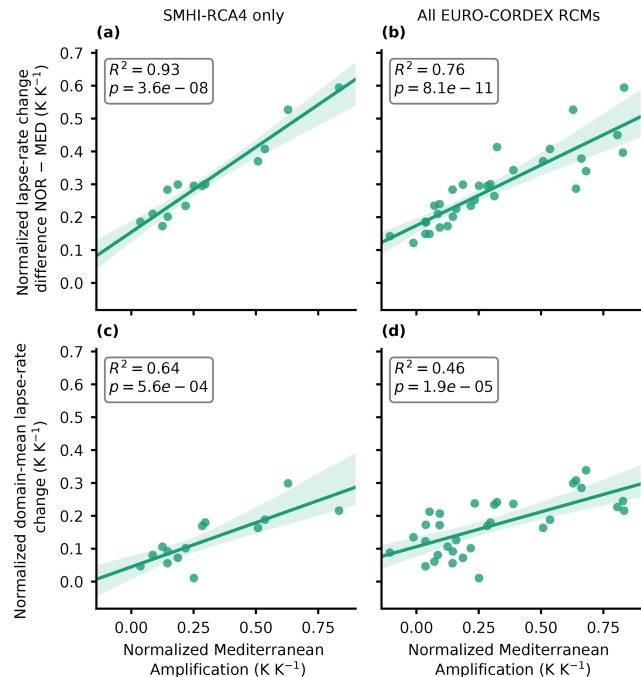 SMHI-RCA4 only
All EURO-CORDEX RCMs
(a)
(b)
0.7
0.6
0.5
0.4
0.3
0.2
0.1
0.0
Normalized lapse-rate change
difference NOR − MED (K K⁻¹)
R² = 0.93
p = 3.6e − 08
R² = 0.76
p = 8.1e − 11
(c)
(d)
0.7
0.6
0.5
0.4
0.3
0.2
0.1
0.0
Normalized domain-mean lapse-rate
change (K K⁻¹)
R² = 0.64
p = 5.6e − 04
R² = 0.46
p = 1.9e − 05
0.00 0.25 0.50 0.75
0.00 0.25 0.50 0.75
Normalized Mediterranean
Amplification (K K⁻¹)
Normalized Mediterranean
Amplification (K K⁻¹)